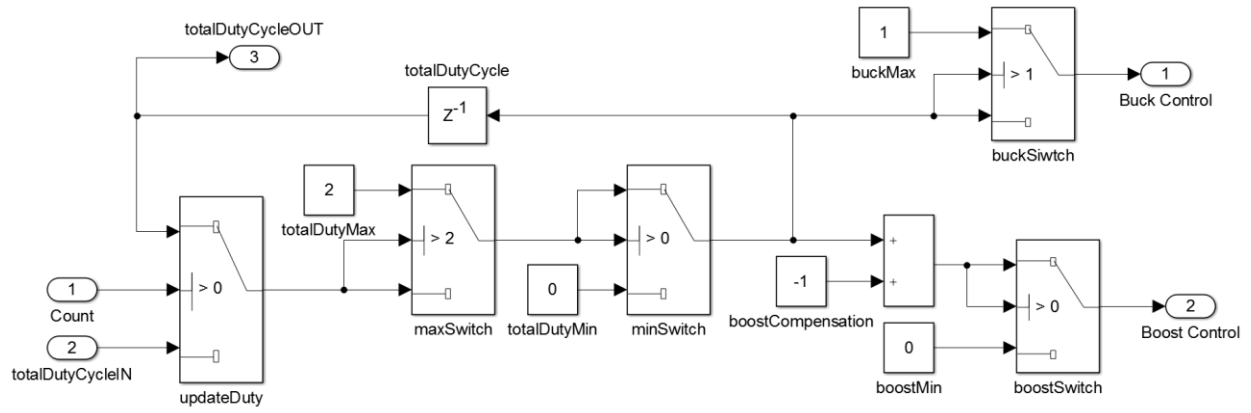 totalDutyCycleOUT
3
totalDutyCycle
Z-1
1
buckMax
> 1
1
Buck Control
buckSiwtch
2
totalDutyMax
> 2
maxSwitch
> 0
0
totalDutyMin
minSwitch
1
Count
2
totalDutyCycleIN
> 0
updateDuty
+
+
-1
boostCompensation
> 0
2
Boost Control
0
boostMin
boostSwitch